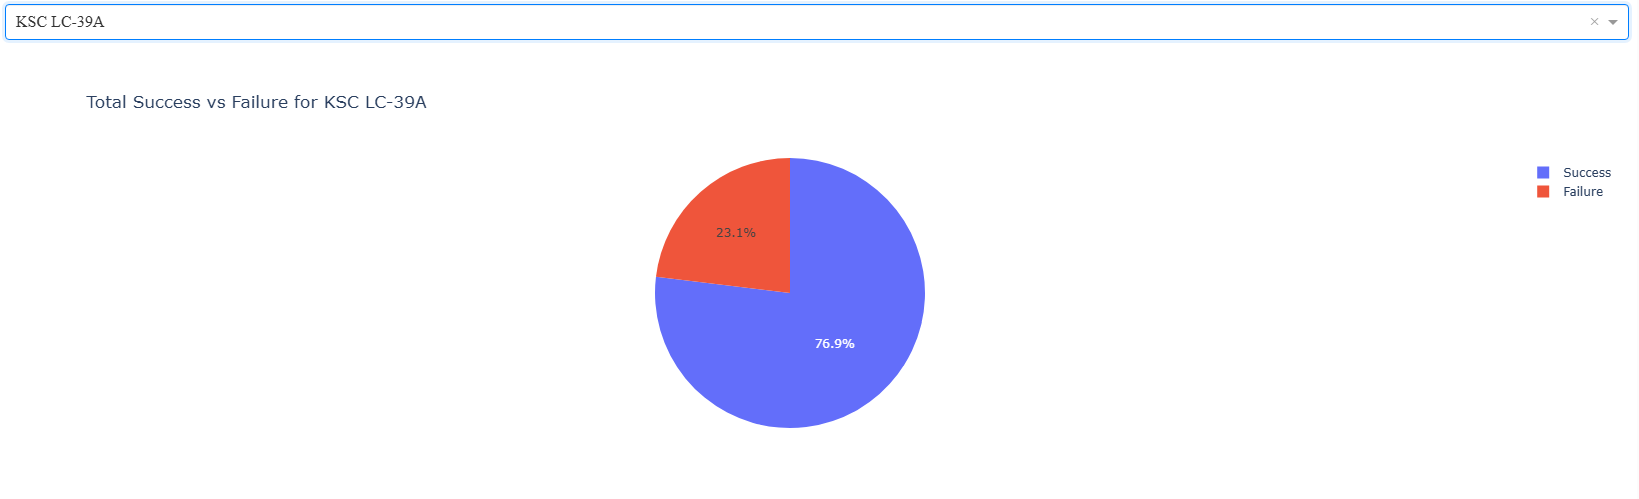 KSC LC-39A
Total Success vs Failure for KSC LC-39A
Success
Failure
23.1%
76.9%